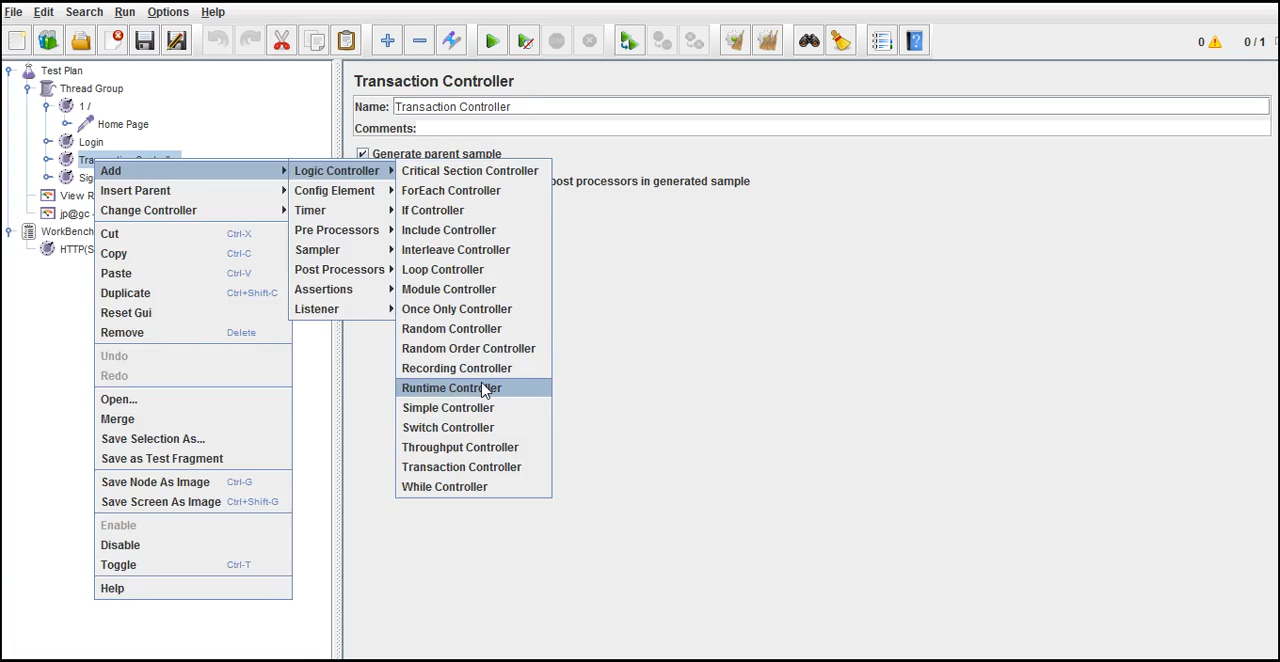 File Edit Search Run Options Help
0 0 / 1
Test Plan
Thread Group
1 /
Home Page
Login
Tra
Sig
View R
jp@gc -
WorkBench
HTTP(S
Transaction Controller
Name: Transaction Controller
Comments:
Generate parent sample
post processors in generated sample
Add
Insert Parent
Change Controller
Cut Ctrl-X
Copy Ctrl-C
Paste Ctrl-V
Duplicate Ctrl+Shift-C
Reset Gui
Remove Delete
Undo
Redo
Open...
Merge
Save Selection As...
Save as Test Fragment
Save Node As Image Ctrl-G
Save Screen As Image Ctrl+Shift-G
Enable
Disable
Toggle Ctrl-T
Help
Logic Controller
Config Element
Timer
Pre Processors
Sampler
Post Processors
Assertions
Listener
Critical Section Controller
ForEach Controller
If Controller
Include Controller
Interleave Controller
Loop Controller
Module Controller
Once Only Controller
Random Controller
Random Order Controller
Recording Controller
Runtime Controller
Simple Controller
Switch Controller
Throughput Controller
Transaction Controller
While Controller